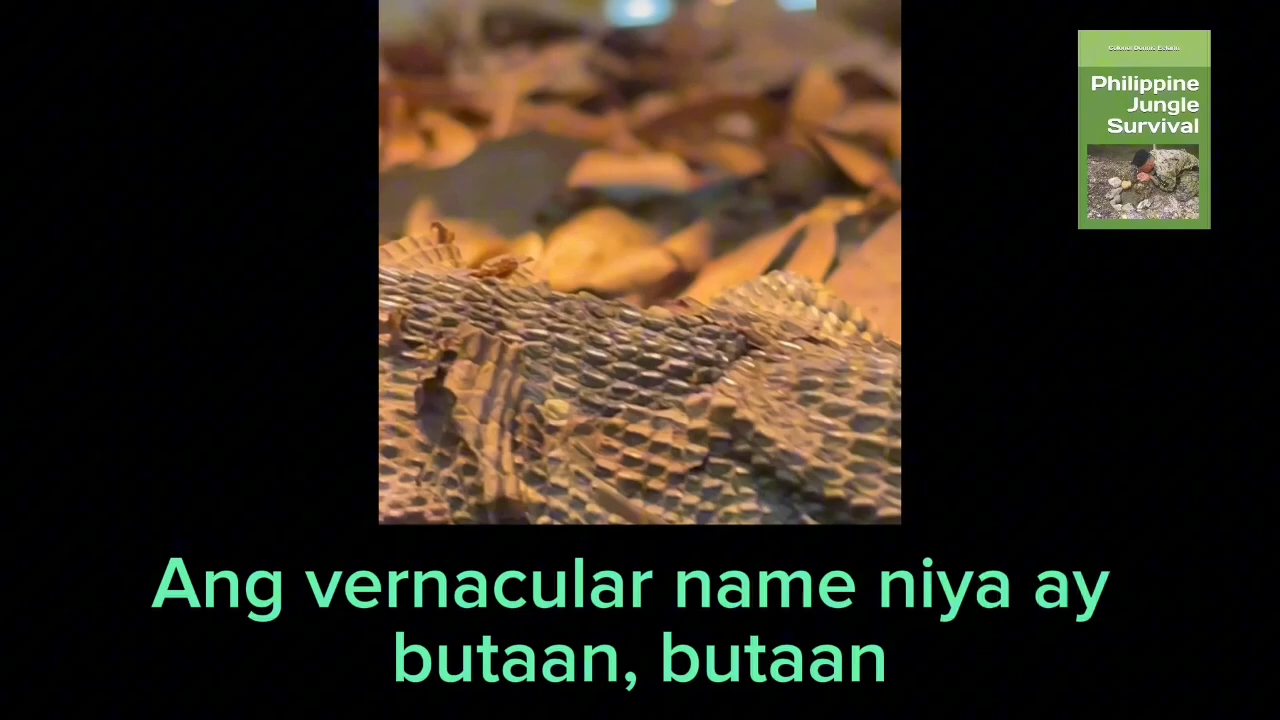 Philippine
Jungle
Survival
Ang vernacular name niya ay
butaan, butaan